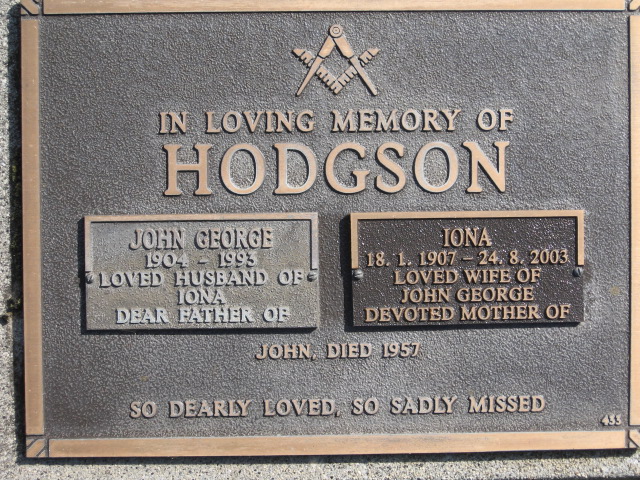 IN LOVING MEMORY OF
HODGSON
JOHN GEORGE
1904 - 1993
LOVED HUSBAND OF
IONA
DEAR FATHER OF
IONA
18. 1. 1907 - 24. 8. 2003
LOVED WIFE OF
JOHN GEORGE
DEVOTED MOTHER OF
JOHN, DIED 1957
SO DEARLY LOVED, SO SADLY MISSED
433